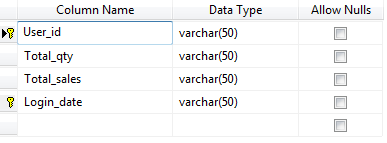 Column Name Data Type Allow Nulls
User_id varchar(50)
Total_qty varchar(50)
Total_sales varchar(50)
Login_date varchar(50)